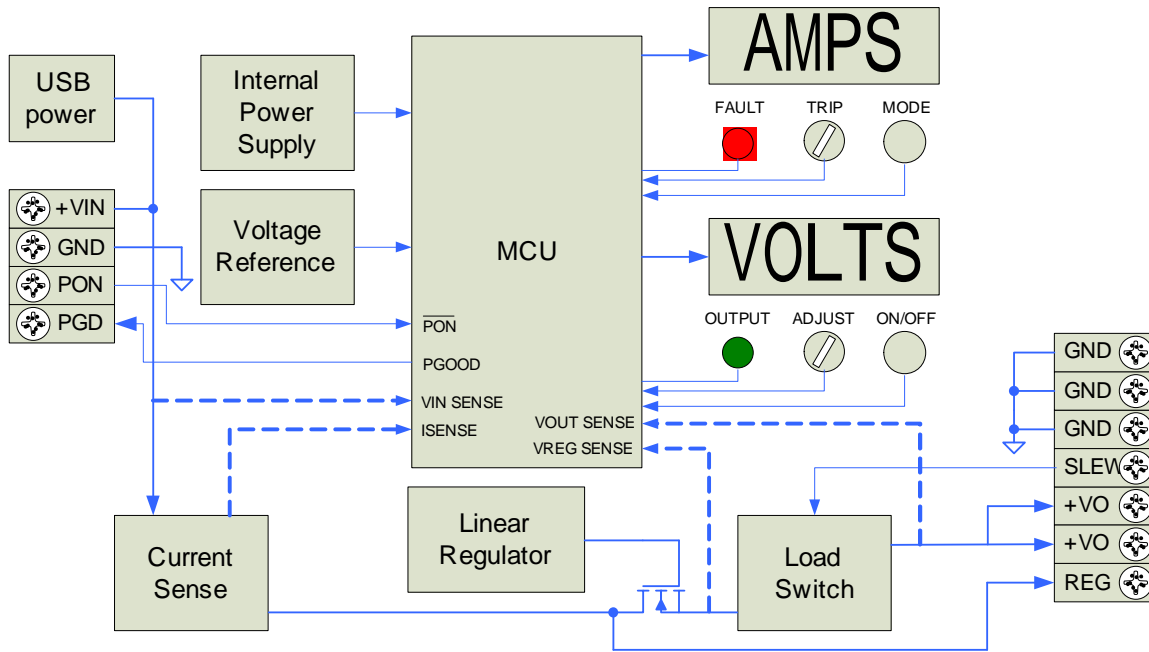 AMPS
USB
power
Internal
Power
Supply
FAULT TRIP MODE
+VIN
GND
PON
PGD
Voltage
Reference
MCU
VOLTS
PON
PGOOD
VIN SENSE
ISENSE
OUTPUT ADJUST ON/OFF
VOUT SENSE
VREG SENSE
GND
GND
GND
SLEW
+VO
+VO
REG
Current
Sense
Linear
Regulator
Load
Switch